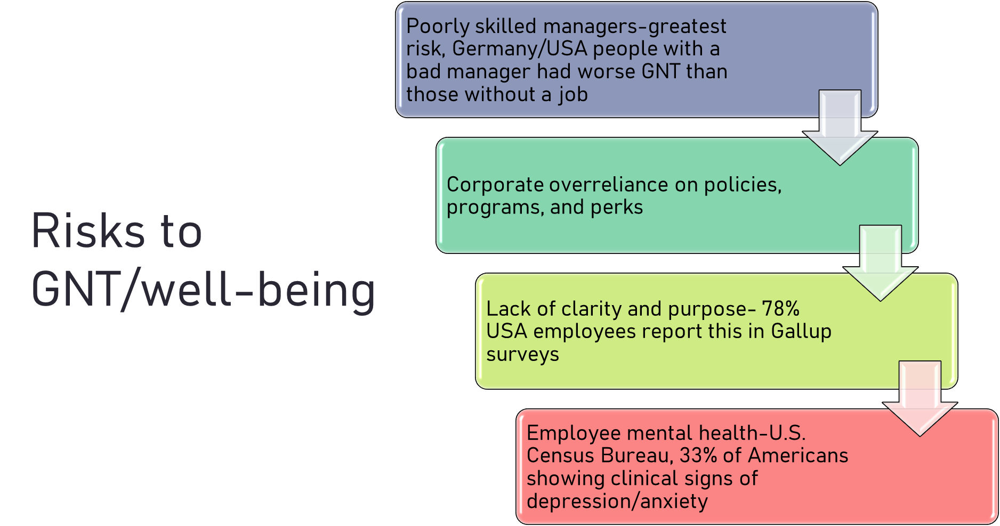 Risks to
GNT/well-being
Poorly skilled managers-greatest
risk, Germany/USA people with a
bad manager had worse GNT than
those without a job
Corporate overreliance on policies,
programs, and perks
Lack of clarity and purpose- 78%
USA employees report this in Gallup
surveys
Employee mental health-U.S.
Census Bureau, 33% of Americans
showing clinical signs of
depression/anxiety